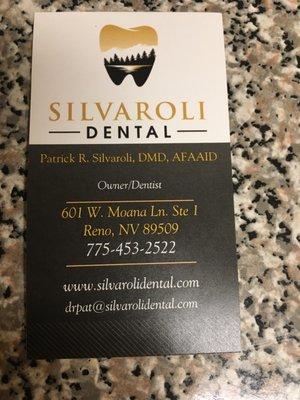 SILVAROLI
DENTAL
Patrick R. Silvaroli, DMD, AFAAID
Owner/Dentist
601 W. Moana Ln. Ste 1
Reno, NV 89509
775-453-2522
www.silvarolidental.com
drpat@silvarolidental.com